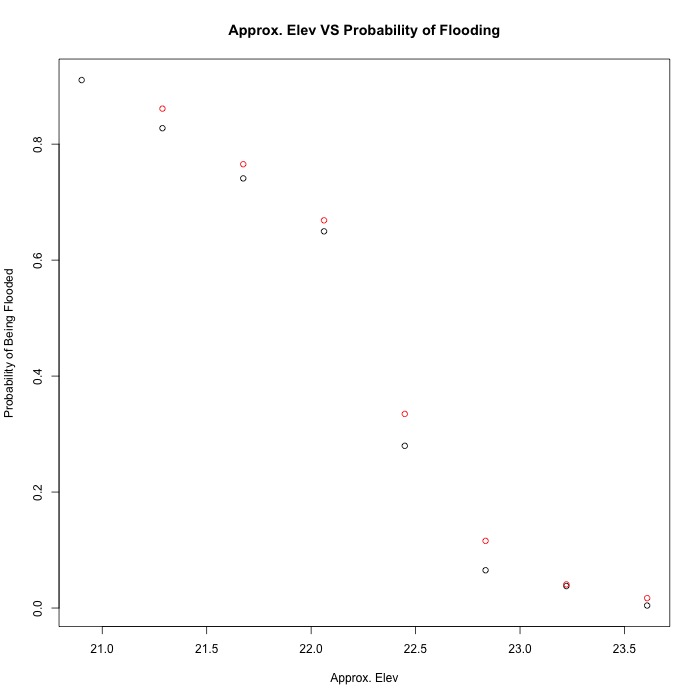 Approx. Elev VS Probability of Flooding
Probability of Being Flooded
0.8
0.6
0.4
0.2
0.0
21.0 21.5 22.0 22.5 23.0 23.5
Approx. Elev